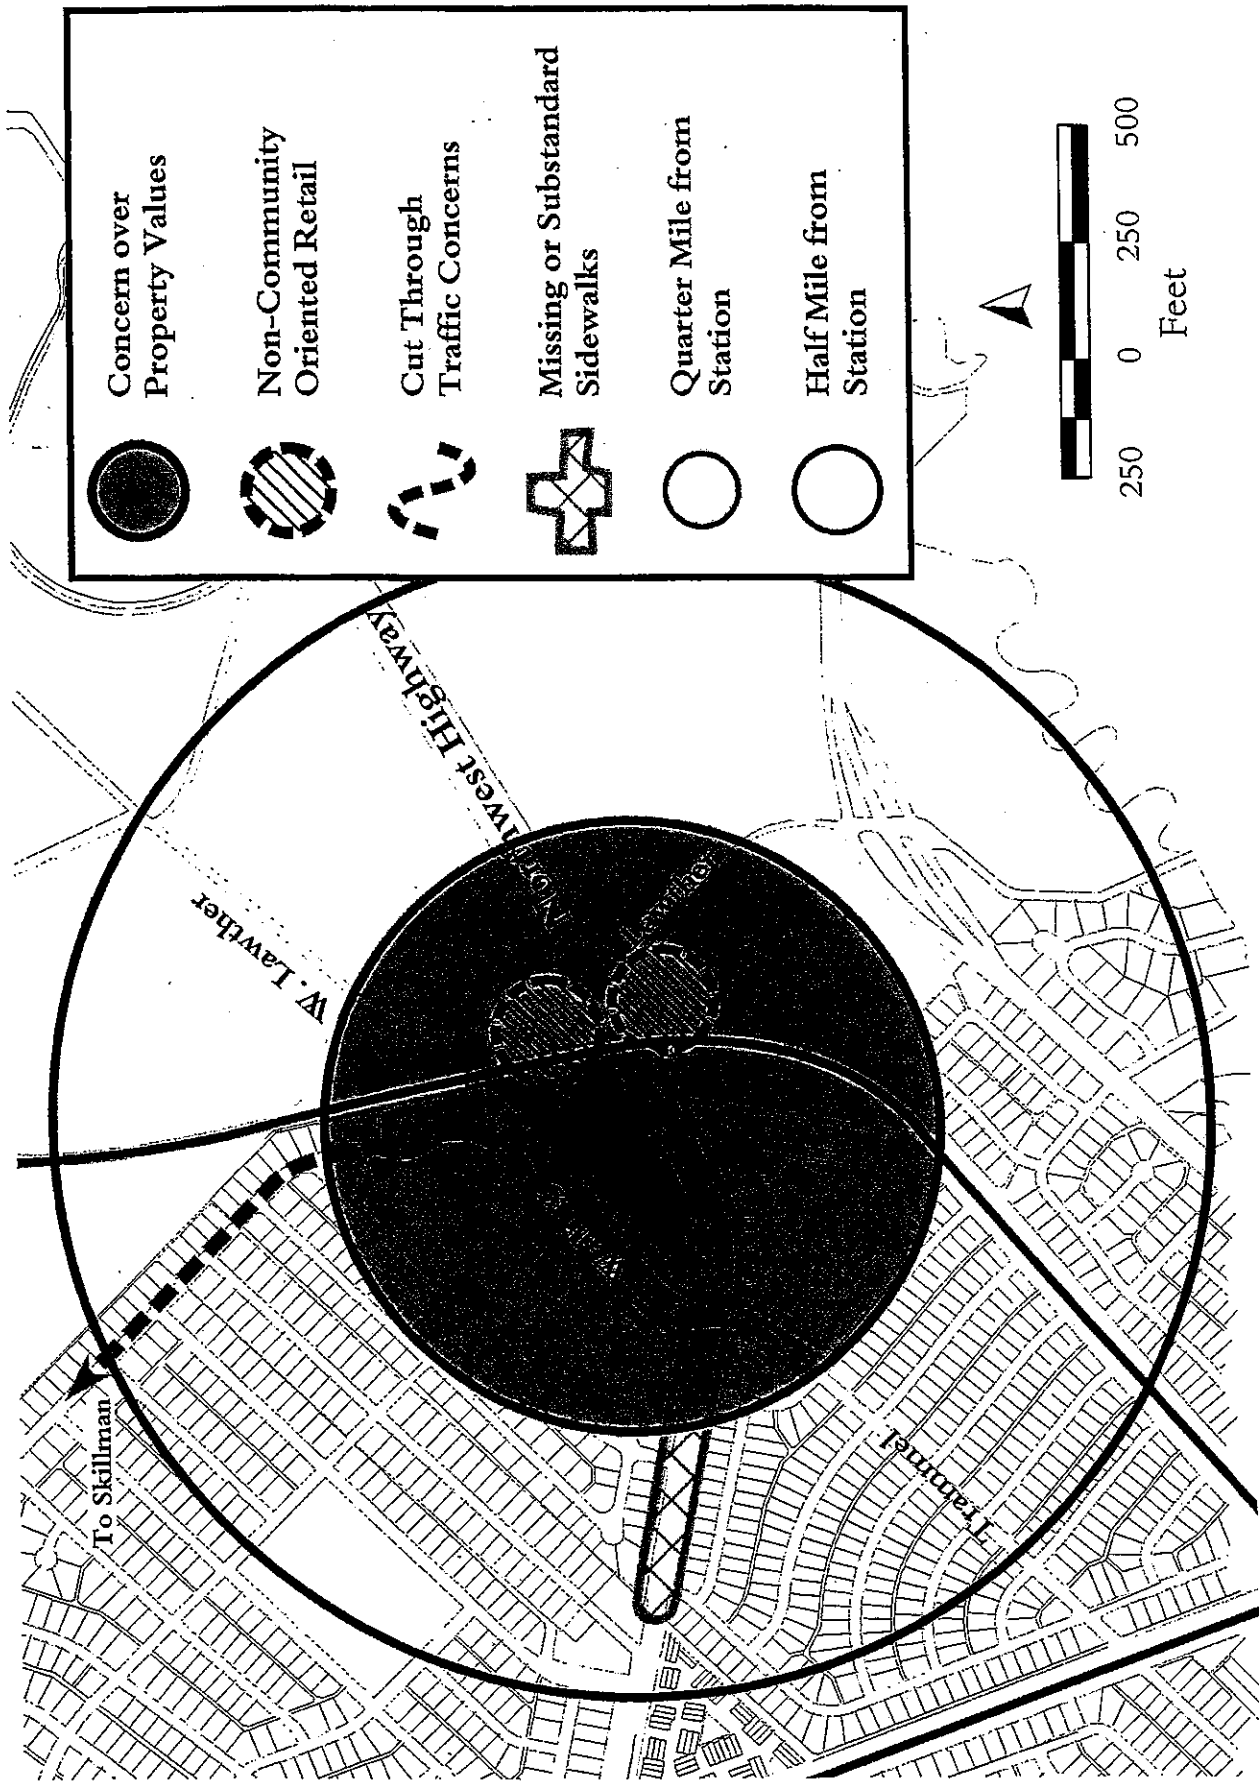 Concern over
Property Values
Non-Community
Oriented Retail
Cut Through
Traffic Concerns
Missing or Substandard
Sidewalks
Quarter Mile from
Station
Half Mile from
Station
250 0 250 500
Feet
To Skillman
W. Lawther
Northwest Highway
Lawther
Trammel